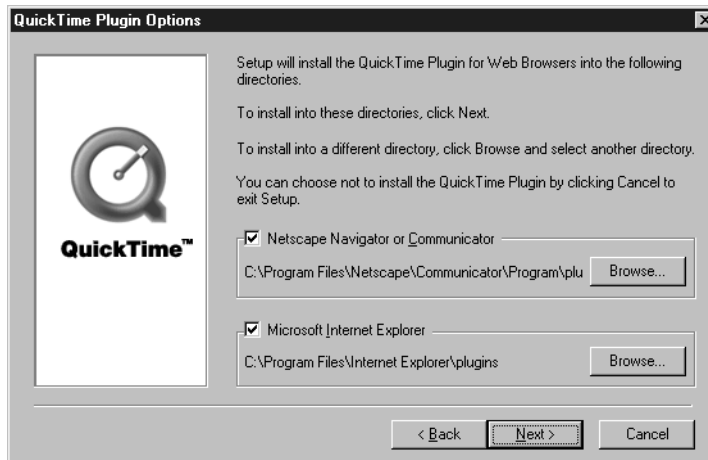 QuickTime Plugin Options
Setup will install the QuickTime Plugin for Web Browsers into the following
directories.
To install into these directories, click Next.
To install into a different directory, click Browse and select another directory.
You can choose not to install the QuickTime Plugin by clicking Cancel to
exit Setup.
QuickTime™
Netscape Navigator or Communicator
C:\Program Files\Netscape\Communicator\Program\plu
Browse...
Microsoft Internet Explorer
C:\Program Files\Internet Explorer\plugins
Browse...
< Back
Next >
Cancel